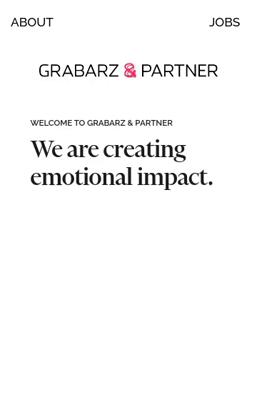 ABOUT JOBS
GRABARZ & PARTNER
WELCOME TO GRABARZ & PARTNER
We are creating
emotional impact.